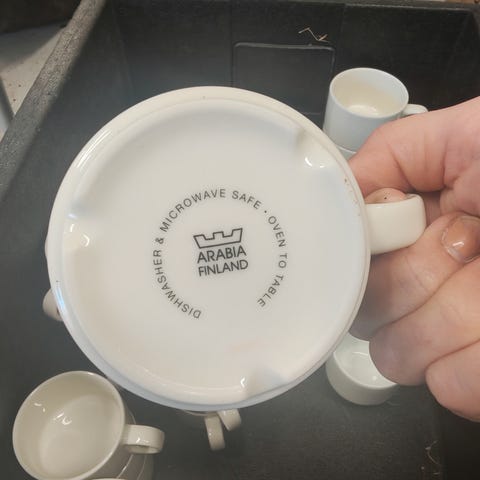 DISHWASHER & MICROWAVE SAFE · OVEN TO TABLE
ARABIA
FINLAND